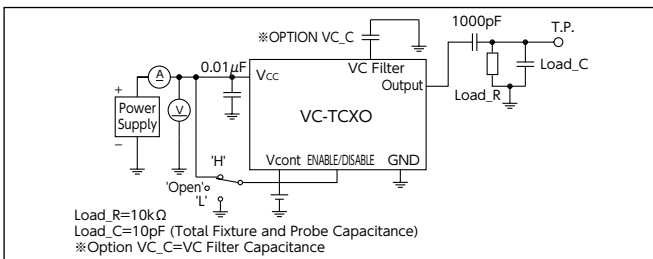 ※OPTION VC_C
1000pF
T.P.
0.01μF
A
Vcc
VC Filter
Output
Load_C
Load_R
+
Power
Supply
−
V
VC-TCXO
'H'
Vcont
ENABLE/DISABLE
GND
'Open'
'L'
Load_R=10kΩ
Load_C=10pF (Total Fixture and Probe Capacitance)
※Option VC_C=VC Filter Capacitance